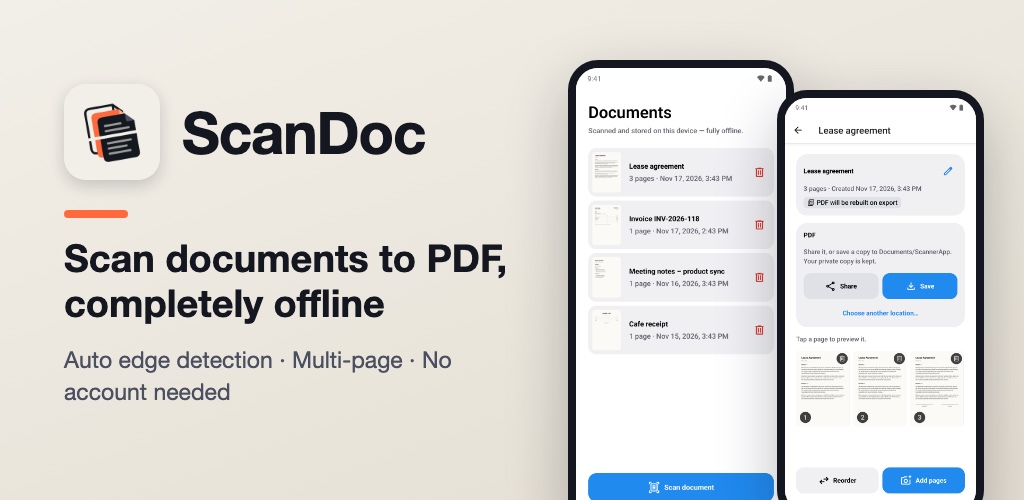 ScanDoc
Scan documents to PDF,
completely offline
Auto edge detection · Multi-page · No
account needed
9:41
Documents
Scanned and stored on this device — fully offline.
Lease agreement
3 pages · Nov 17, 2026, 3:43 PM
Invoice INV-2026-118
1 page · Nov 17, 2026, 2:43 PM
Meeting notes – product sync
1 page · Nov 16, 2026, 3:43 PM
Cafe receipt
1 page · Nov 15, 2026, 3:43 PM
Scan document
9:41
Lease agreement
Lease agreement
3 pages · Created Nov 17, 2026, 3:43 PM
PDF will be rebuilt on export
PDF
Share it, or save a copy to Documents/ScannerApp.
Your private copy is kept.
Share
Save
Choose another location...
Tap a page to preview it.
1
2
3
Reorder
Add pages